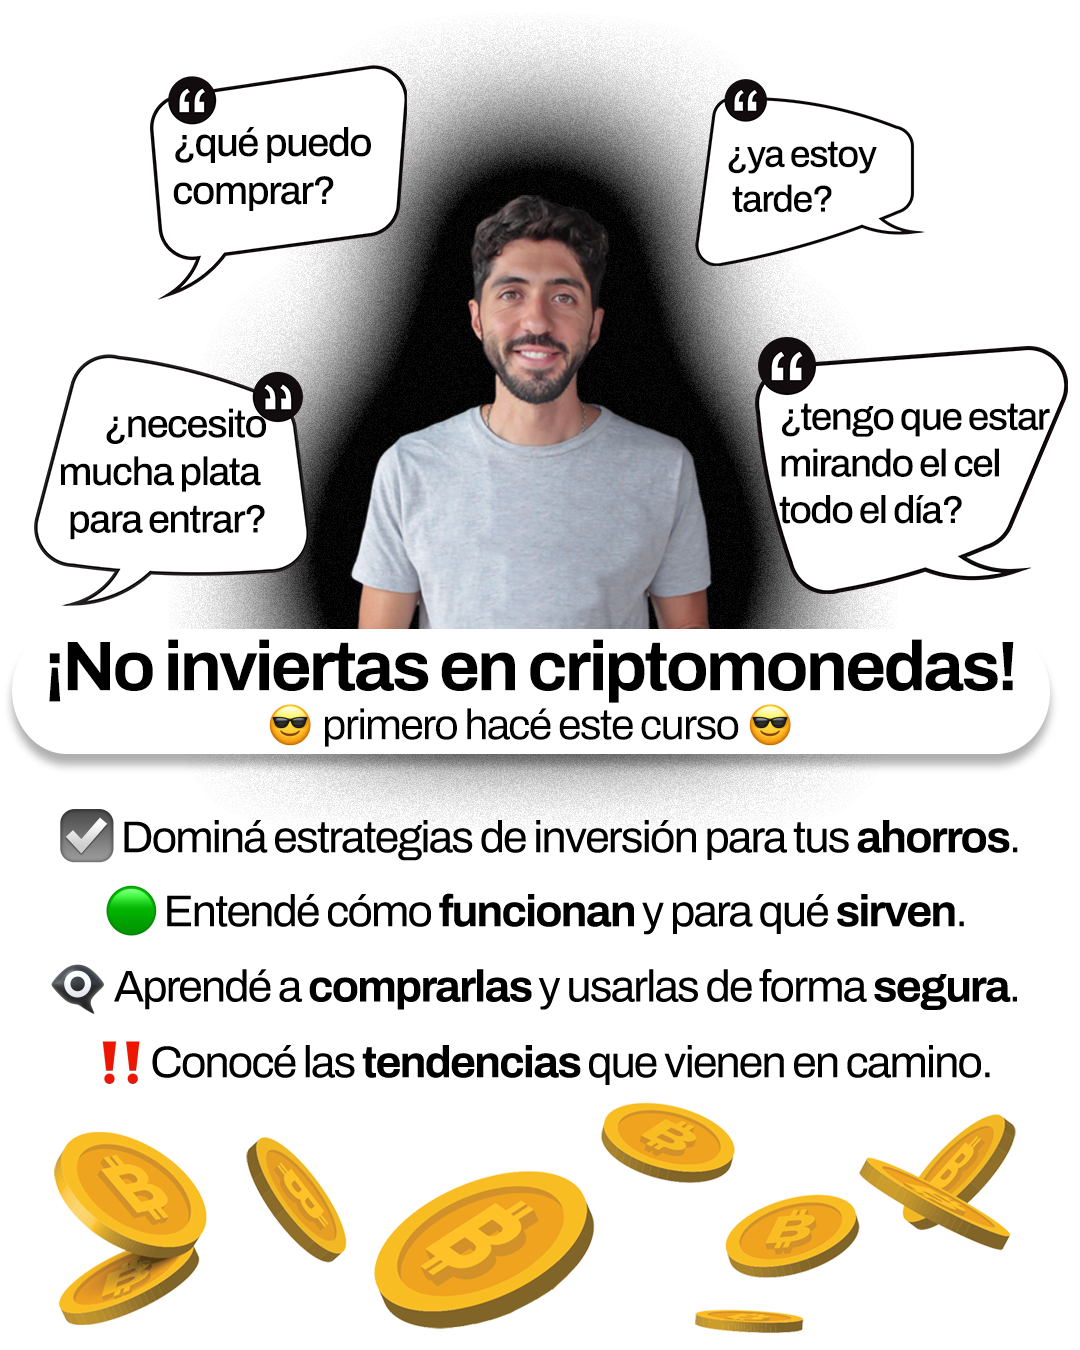 ¿qué puedo
comprar?
¿ya estoy
tarde?
¿necesito
mucha plata
para entrar?
¿tengo que estar
mirando el cel
todo el día?
¡No inviertas en criptomonedas!
😎 primero hacé este curso 😎
☑️ Dominá estrategias de inversión para tus ahorros.
🟢 Entendé cómo funcionan y para qué sirven.
👁️‍🗨️ Aprendé a comprarlas y usarlas de forma segura.
‼️ Conocé las tendencias que vienen en camino.